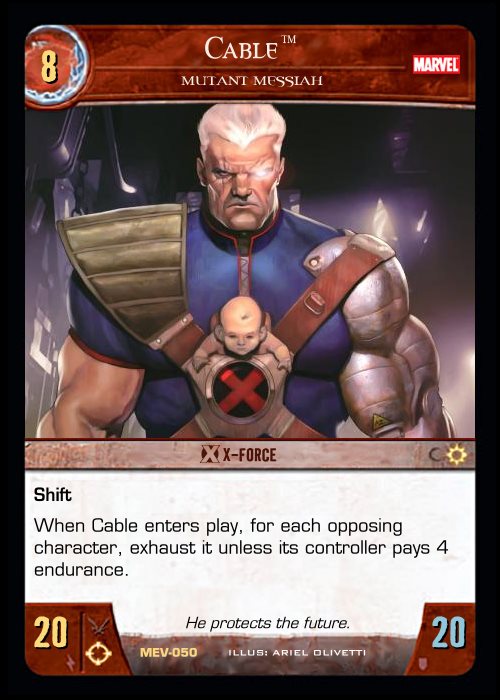 8
Cable™
MARVEL
Mutant Messiah
X-FORCE
C
Shift
When Cable enters play, for each opposing
character, exhaust it unless its controller pays 4
endurance.
He protects the future.
20
20
MEV-050 ILLUS: ARIEL OLIVETTI